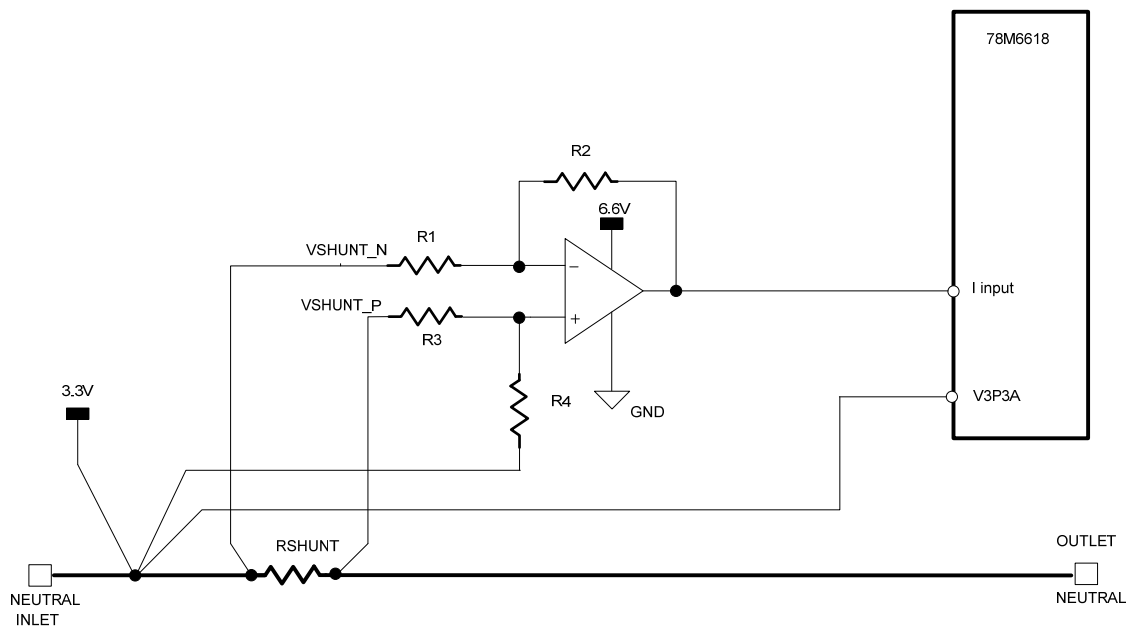 78M6618
R2
6.6V
R1
VSHUNT_N
−
I input
VSHUNT_P
+
R3
3.3V
V3P3A
R4
GND
OUTLET
RSHUNT
NEUTRAL
INLET
NEUTRAL